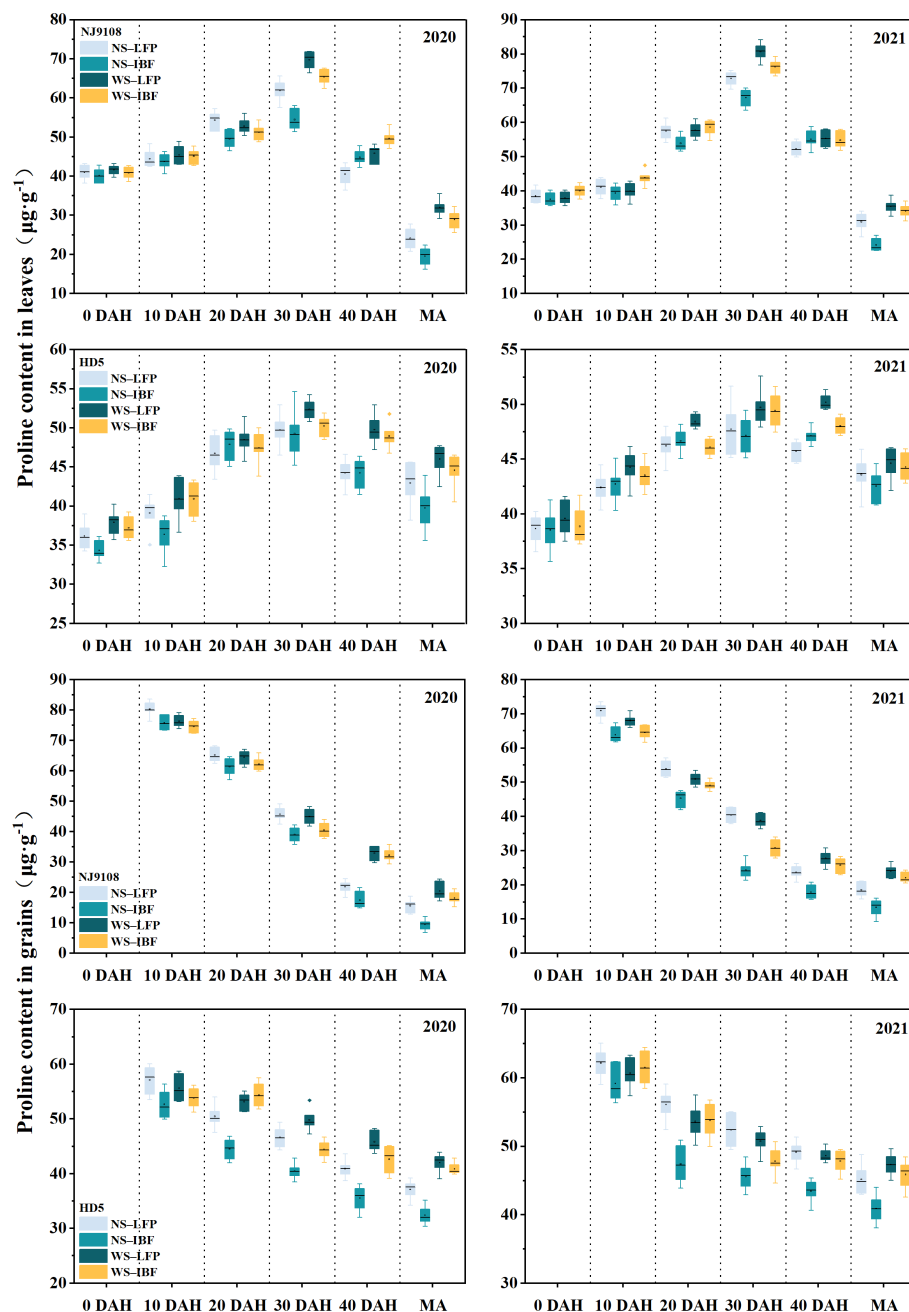 Proline content in leaves（μg·g⁻¹）
80
70
60
50
40
30
20
10
NJ9108
NS–LFP
NS–IBF
WS–LFP
WS–IBF
2020
0 DAH 10 DAH 20 DAH 30 DAH 40 DAH MA
90
80
70
60
50
40
30
20
10
2021
0 DAH 10 DAH 20 DAH 30 DAH 40 DAH MA
60
55
50
45
40
35
30
25
HD5
NS–LFP
NS–IBF
WS–LFP
WS–IBF
2020
0 DAH 10 DAH 20 DAH 30 DAH 40 DAH MA
55
50
45
40
35
30
2021
0 DAH 10 DAH 20 DAH 30 DAH 40 DAH MA
Proline content in grains（μg·g⁻¹）
90
80
70
60
50
40
30
20
10
0
2020
NJ9108
NS–LFP
NS–IBF
WS–LFP
WS–IBF
0 DAH 10 DAH 20 DAH 30 DAH 40 DAH MA
80
70
60
50
40
30
20
10
0
2021
0 DAH 10 DAH 20 DAH 30 DAH 40 DAH MA
70
60
50
40
30
20
2020
HD5
NS–LFP
NS–IBF
WS–LFP
WS–IBF
0 DAH 10 DAH 20 DAH 30 DAH 40 DAH MA
70
60
50
40
30
2021
0 DAH 10 DAH 20 DAH 30 DAH 40 DAH MA